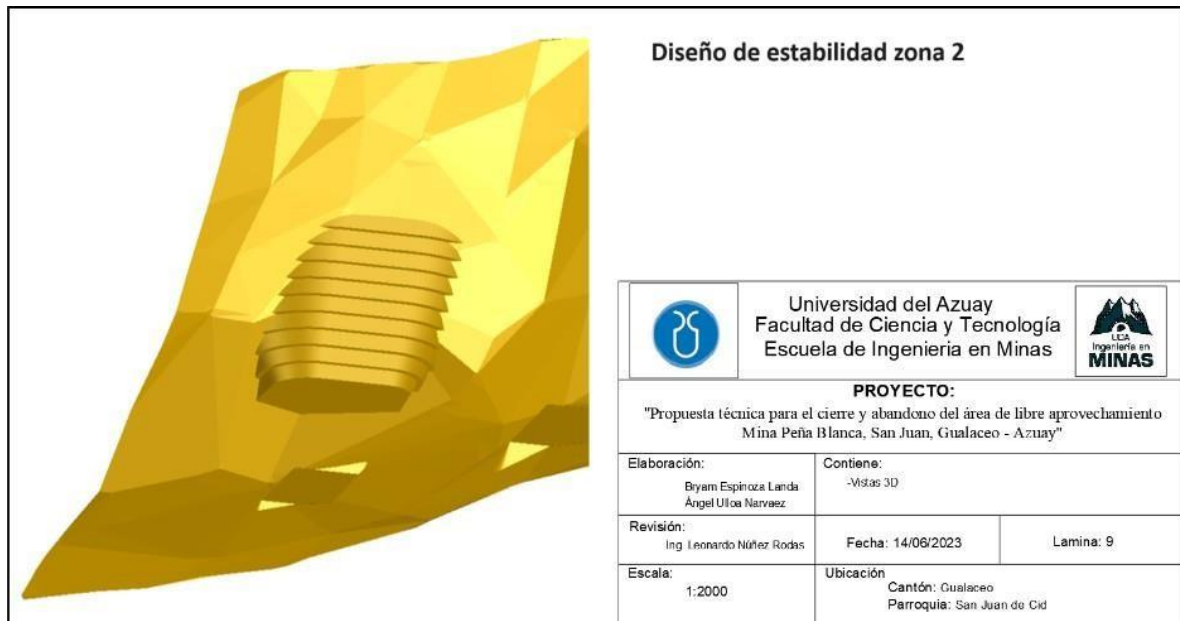 Diseño de estabilidad zona 2
Universidad del Azuay
Facultad de Ciencia y Tecnología
Escuela de Ingenieria en Minas
UDA
Ingeniería en
MINAS
PROYECTO:
"Propuesta técnica para el cierre y abandono del área de libre aprovechamiento
Mina Peña Blanca, San Juan, Gualaceo - Azuay"
Elaboración:
Bryam Espinoza Landa
Ángel Ulloa Narvaez
Contiene:
-Vistas 3D
Revisión:
Ing. Leonardo Núñez Rodas
Fecha: 14/06/2023
Lamina: 9
Escala:
1:2000
Ubicación
Cantón: Gualaceo
Parroquia: San Juan de Cid